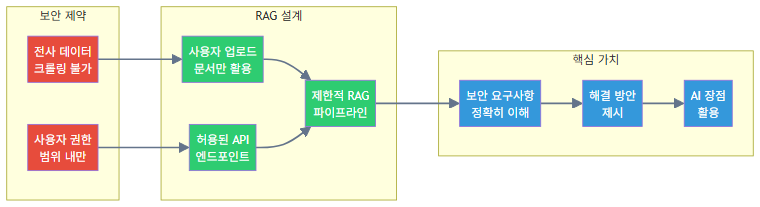 보안 제약
전사 데이터
크롤링 불가
사용자 권한
범위 내만
RAG 설계
사용자 업로드
문서만 활용
허용된 API
엔드포인트
제한적 RAG
파이프라인
핵심 가치
보안 요구사항
정확히 이해
해결 방안
제시
AI 장점
활용